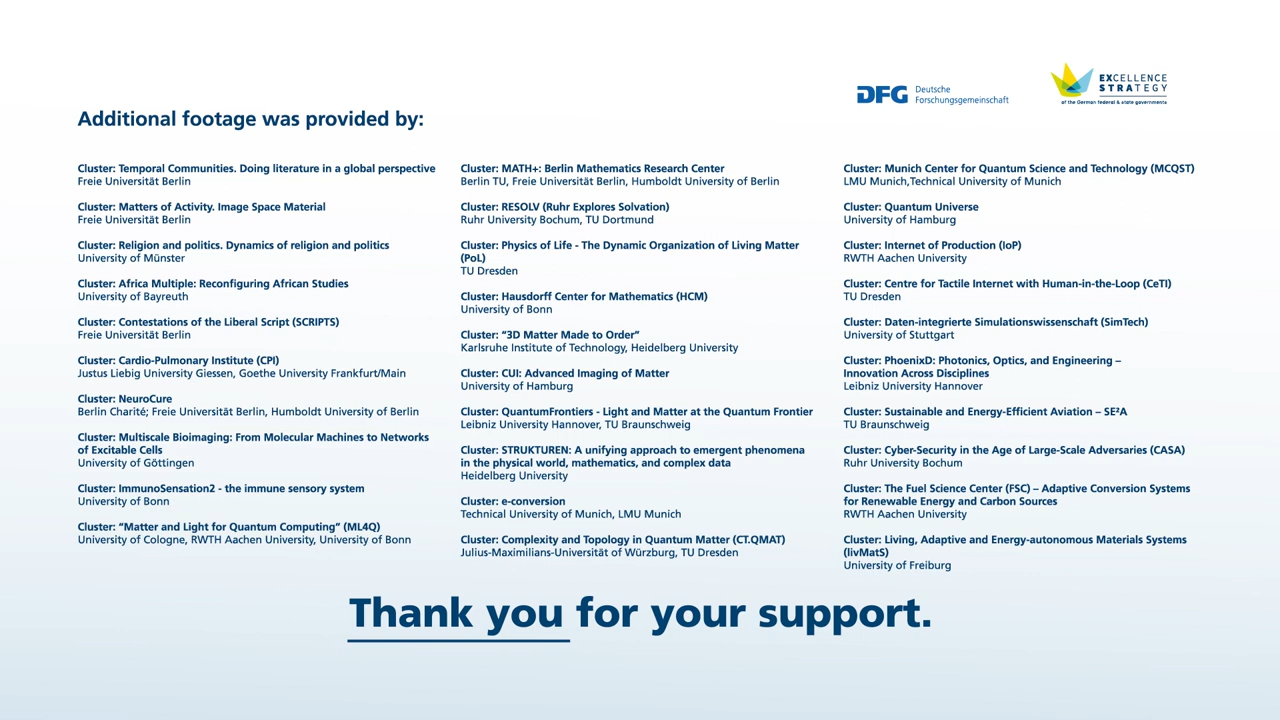 DFG Deutsche
Forschungsgemeinschaft
EXCELLENCE
STRATEGY
of the German federal & state governments
Additional footage was provided by:
Cluster: Temporal Communities. Doing literature in a global perspective
Freie Universität Berlin
Cluster: Matters of Activity. Image Space Material
Freie Universität Berlin
Cluster: Religion and politics. Dynamics of religion and politics
University of Münster
Cluster: Africa Multiple: Reconfiguring African Studies
University of Bayreuth
Cluster: Contestations of the Liberal Script (SCRIPTS)
Freie Universität Berlin
Cluster: Cardio-Pulmonary Institute (CPI)
Justus Liebig University Giessen, Goethe University Frankfurt/Main
Cluster: NeuroCure
Berlin Charité; Freie Universität Berlin, Humboldt University of Berlin
Cluster: Multiscale Bioimaging: From Molecular Machines to Networks
of Excitable Cells
University of Göttingen
Cluster: ImmunoSensation2 - the immune sensory system
University of Bonn
Cluster: “Matter and Light for Quantum Computing” (ML4Q)
University of Cologne, RWTH Aachen University, University of Bonn
Cluster: MATH+: Berlin Mathematics Research Center
Berlin TU, Freie Universität Berlin, Humboldt University of Berlin
Cluster: RESOLV (Ruhr Explores Solvation)
Ruhr University Bochum, TU Dortmund
Cluster: Physics of Life - The Dynamic Organization of Living Matter
(PoL)
TU Dresden
Cluster: Hausdorff Center for Mathematics (HCM)
University of Bonn
Cluster: “3D Matter Made to Order”
Karlsruhe Institute of Technology, Heidelberg University
Cluster: CUI: Advanced Imaging of Matter
University of Hamburg
Cluster: QuantumFrontiers - Light and Matter at the Quantum Frontier
Leibniz University Hannover, TU Braunschweig
Cluster: STRUKTUREN: A unifying approach to emergent phenomena
in the physical world, mathematics, and complex data
Heidelberg University
Cluster: e-conversion
Technical University of Munich, LMU Munich
Cluster: Complexity and Topology in Quantum Matter (CT.QMAT)
Julius-Maximilians-Universität of Würzburg, TU Dresden
Cluster: Munich Center for Quantum Science and Technology (MCQST)
LMU Munich,Technical University of Munich
Cluster: Quantum Universe
University of Hamburg
Cluster: Internet of Production (IoP)
RWTH Aachen University
Cluster: Centre for Tactile Internet with Human-in-the-Loop (CeTI)
TU Dresden
Cluster: Daten-integrierte Simulationswissenschaft (SimTech)
University of Stuttgart
Cluster: PhoenixD: Photonics, Optics, and Engineering –
Innovation Across Disciplines
Leibniz University Hannover
Cluster: Sustainable and Energy-Efficient Aviation – SE²A
TU Braunschweig
Cluster: Cyber-Security in the Age of Large-Scale Adversaries (CASA)
Ruhr University Bochum
Cluster: The Fuel Science Center (FSC) – Adaptive Conversion Systems
for Renewable Energy and Carbon Sources
RWTH Aachen University
Cluster: Living, Adaptive and Energy-autonomous Materials Systems
(livMatS)
University of Freiburg
Thank you for your support.